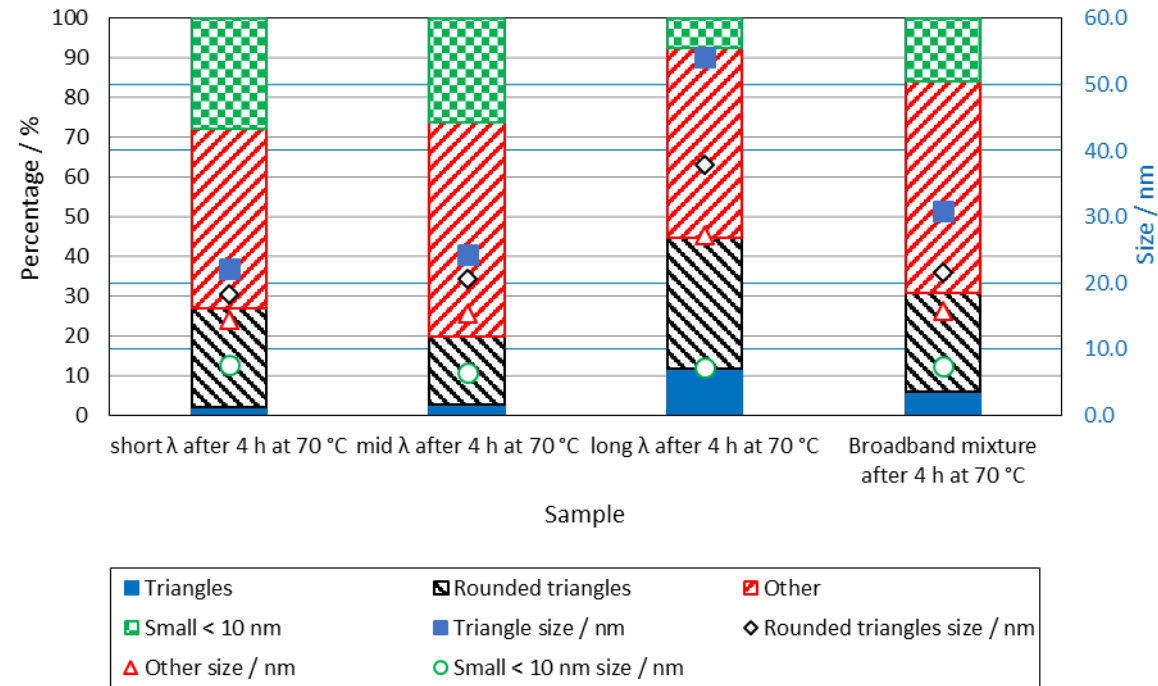 100
90
80
70
60
50
40
30
20
10
0
Percentage / %
60.0
50.0
40.0
30.0
20.0
10.0
0.0
Size / nm
short λ after 4 h at 70 °C
mid λ after 4 h at 70 °C
long λ after 4 h at 70 °C
Broadband mixture
after 4 h at 70 °C
Sample
Triangles
Rounded triangles
Other
Small < 10 nm
Triangle size / nm
Rounded triangles size / nm
Other size / nm
Small < 10 nm size / nm